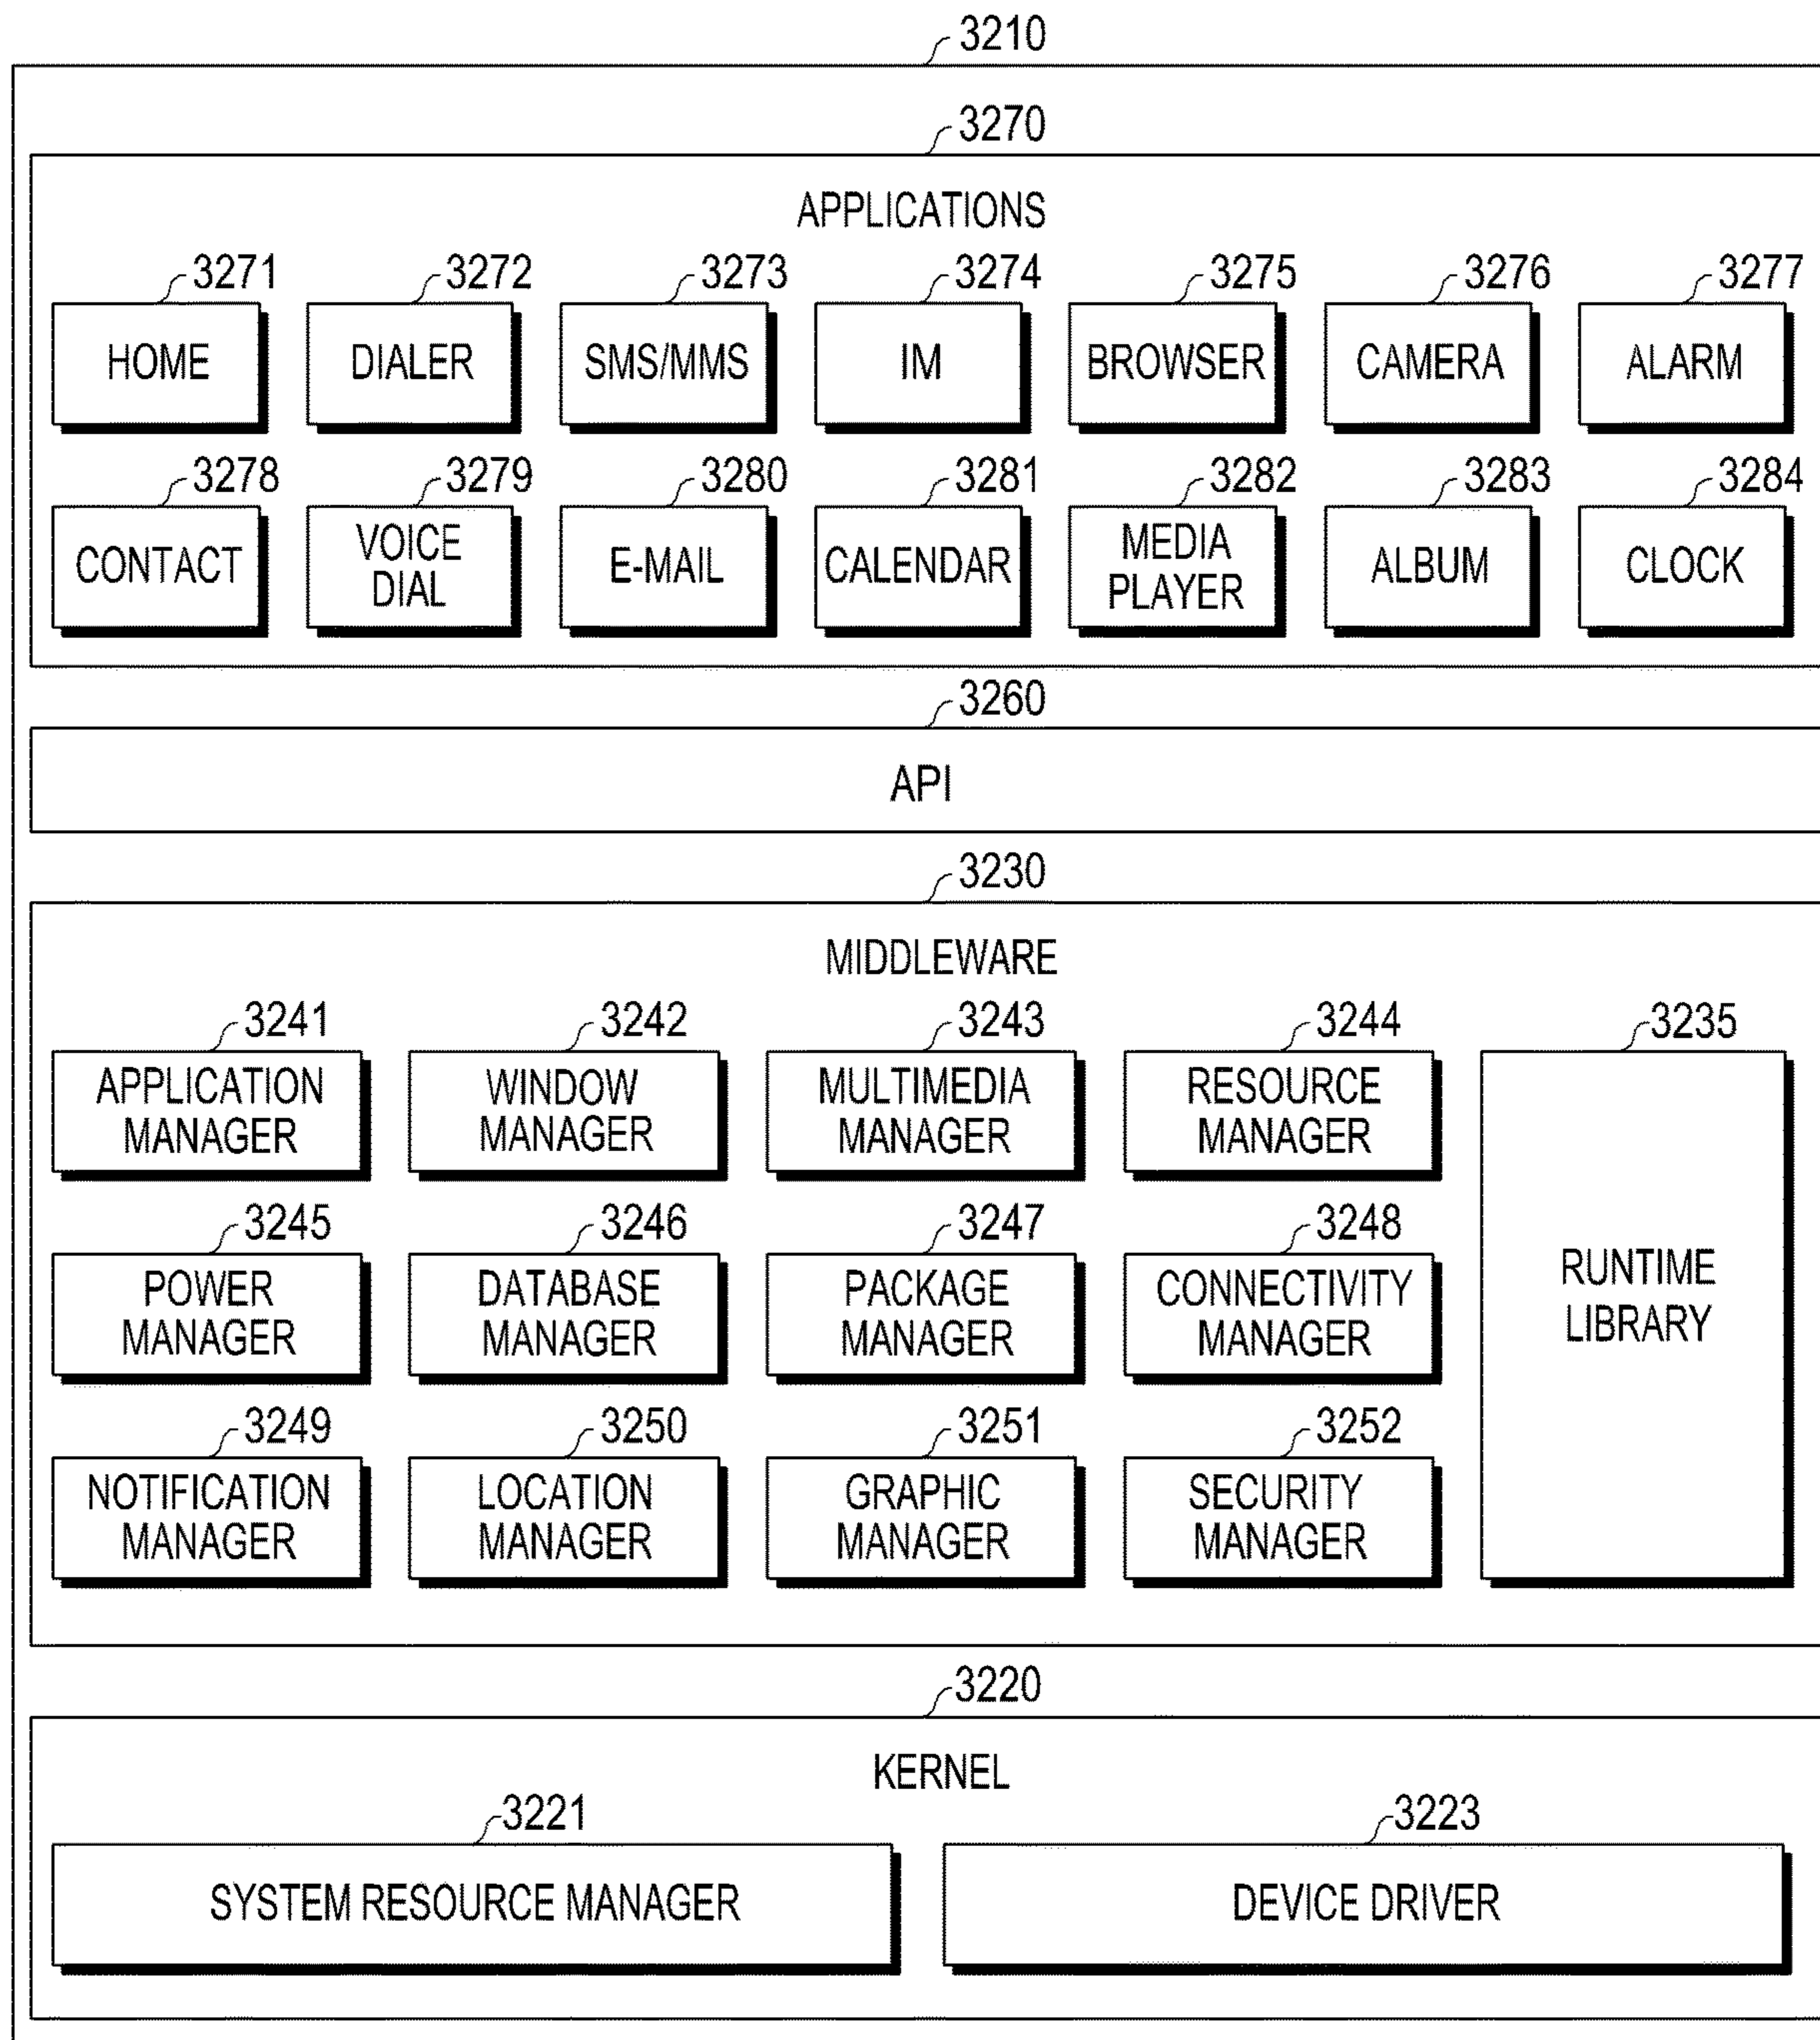 3210
3270
APPLICATIONS
3271 3272 3273 3274 3275 3276 3277
HOME DIALER SMS/MMS IM BROWSER CAMERA ALARM
3278 3279 3280 3281 3282 3283 3284
CONTACT VOICE DIAL E-MAIL CALENDAR MEDIA PLAYER ALBUM CLOCK
3260
API
3230
MIDDLEWARE
3241 3242 3243 3244 3235
APPLICATION MANAGER WINDOW MANAGER MULTIMEDIA MANAGER RESOURCE MANAGER
3245 3246 3247 3248
POWER MANAGER DATABASE MANAGER PACKAGE MANAGER CONNECTIVITY MANAGER RUNTIME LIBRARY
3249 3250 3251 3252
NOTIFICATION MANAGER LOCATION MANAGER GRAPHIC MANAGER SECURITY MANAGER
3220
KERNEL
3221 3223
SYSTEM RESOURCE MANAGER DEVICE DRIVER